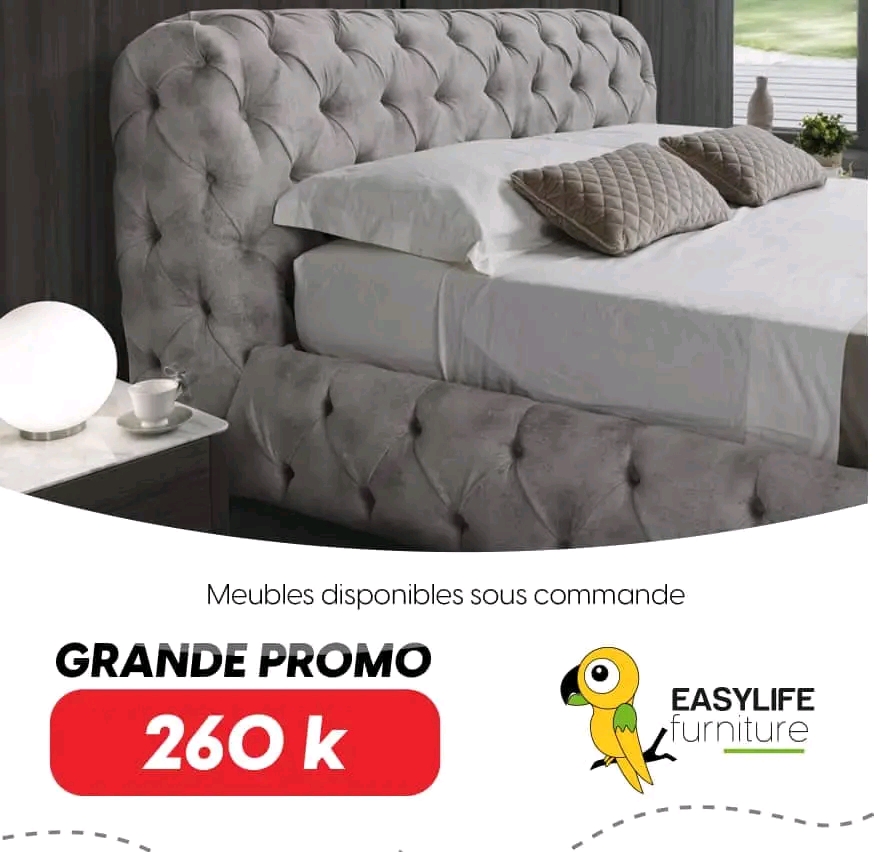 Meubles disponibles sous commande
GRANDE PROMO
260 k
EASYLIFE
furniture